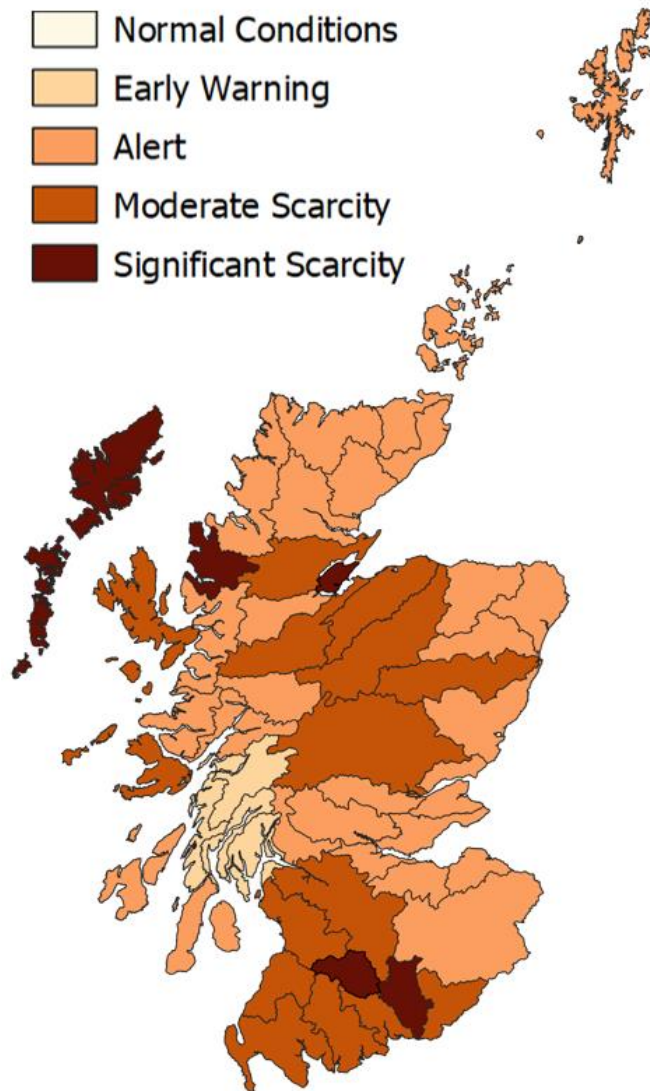 Normal Conditions
Early Warning
Alert
Moderate Scarcity
Significant Scarcity